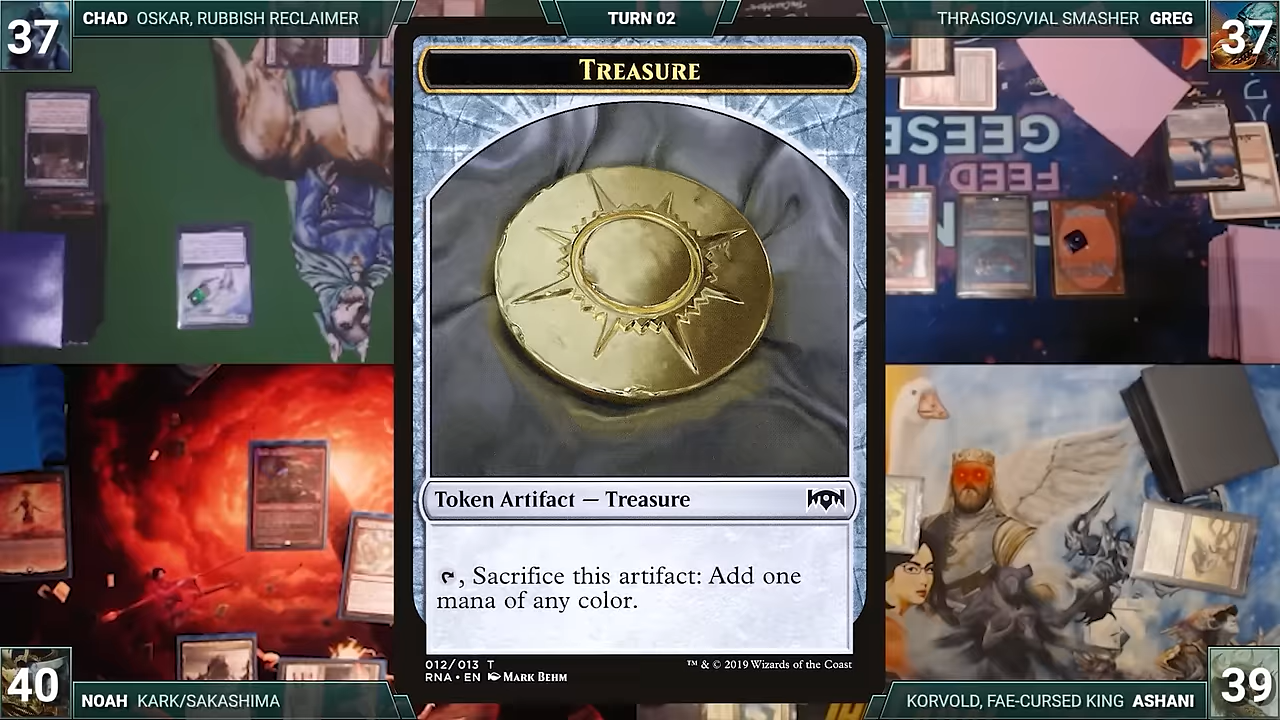 37
CHAD OSKAR, RUBBISH RECLAIMER
TURN 02
THRASIOS/VIAL SMASHER GREG
37
TREASURE
GEESE
FEED TH
Token Artifact — Treasure
, Sacrifice this artifact: Add one
mana of any color.
012/013 T
RNA • EN MARK BEHM
™ & © 2019 Wizards of the Coast
40
NOAH KARK/SAKASHIMA
KORVOLD, FAE-CURSED KING ASHANI
39